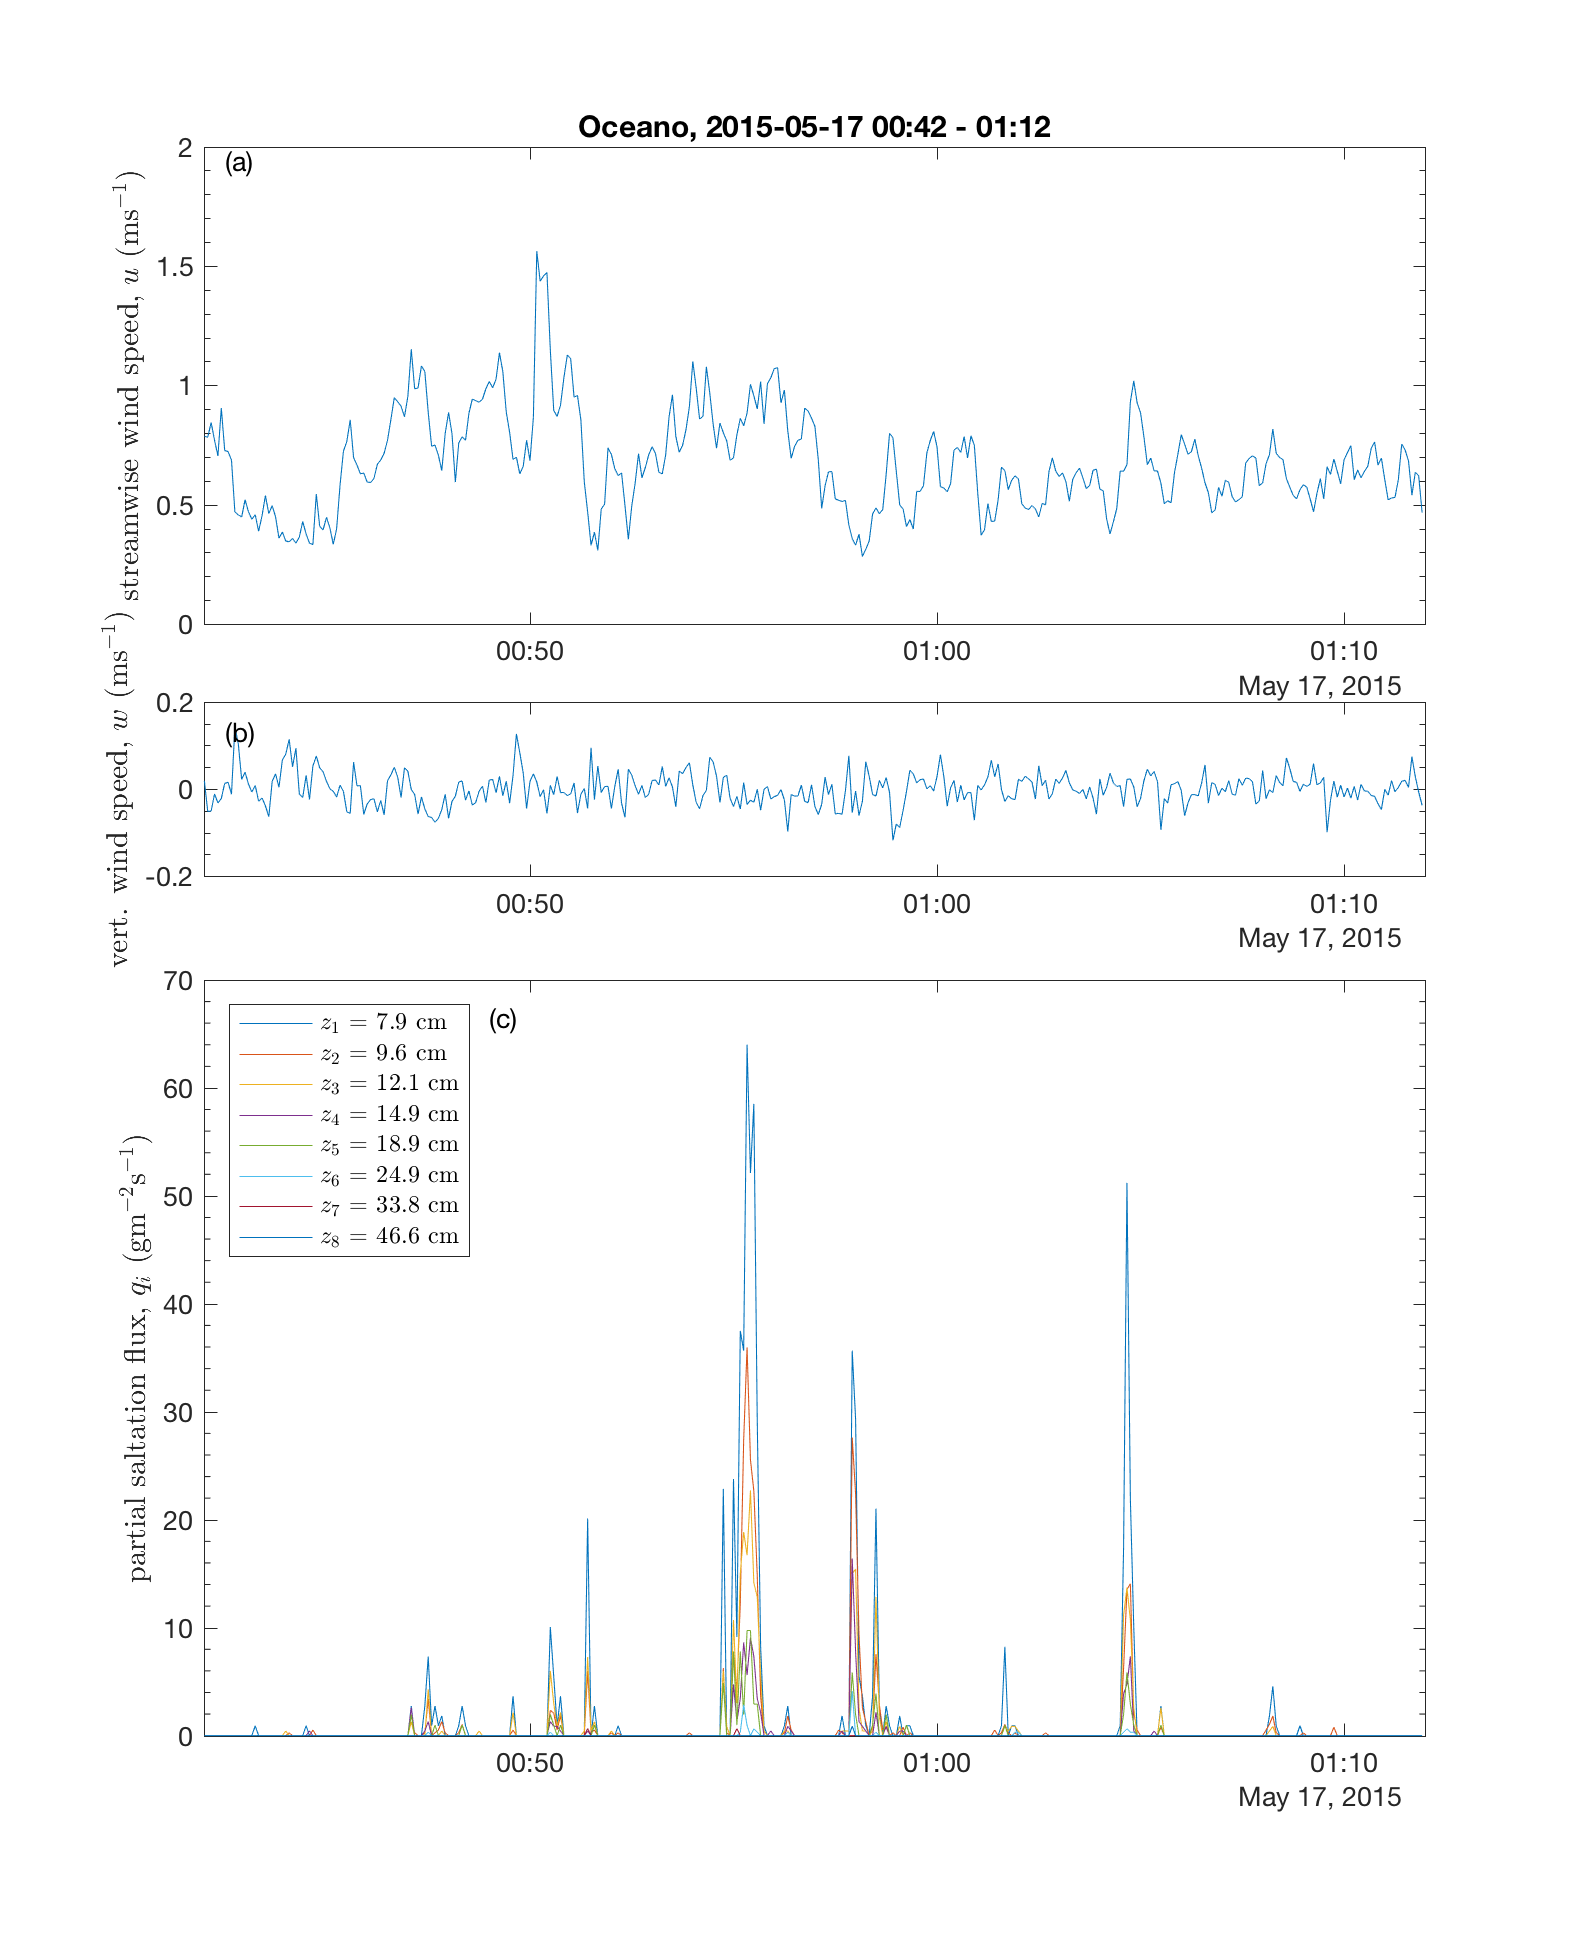 Oceano, 2015-05-17 00:42 - 01:12
(a)
streamwise wind speed, u (ms⁻¹)
2
1.5
1
0.5
0
00:50 01:00 01:10
May 17, 2015
(b)
vert. wind speed, w (ms⁻¹)
0.2
0
-0.2
00:50 01:00 01:10
May 17, 2015
(c)
partial saltation flux, qᵢ (gm⁻²s⁻¹)
70
60
50
40
30
20
10
0
z₁ = 7.9 cm
z₂ = 9.6 cm
z₃ = 12.1 cm
z₄ = 14.9 cm
z₅ = 18.9 cm
z₆ = 24.9 cm
z₇ = 33.8 cm
z₈ = 46.6 cm
00:50 01:00 01:10
May 17, 2015